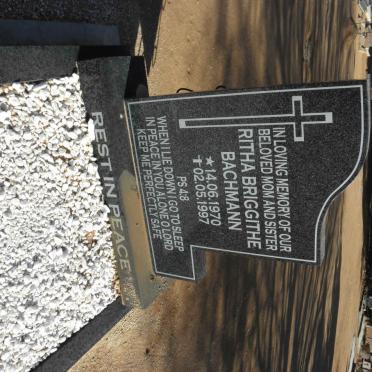 IN LOVING MEMORY OF OUR
BELOVED MOM AND SISTER
RITHA BRIGGITHE
BACHMANN
★14.06.1970
✝02.05.1997
PS 4:8
WHEN I LIE DOWN I GO TO SLEEP
IN PEACE YOU ALONE O LORD
KEEP ME PERFECTLY SAFE
REST IN PEACE